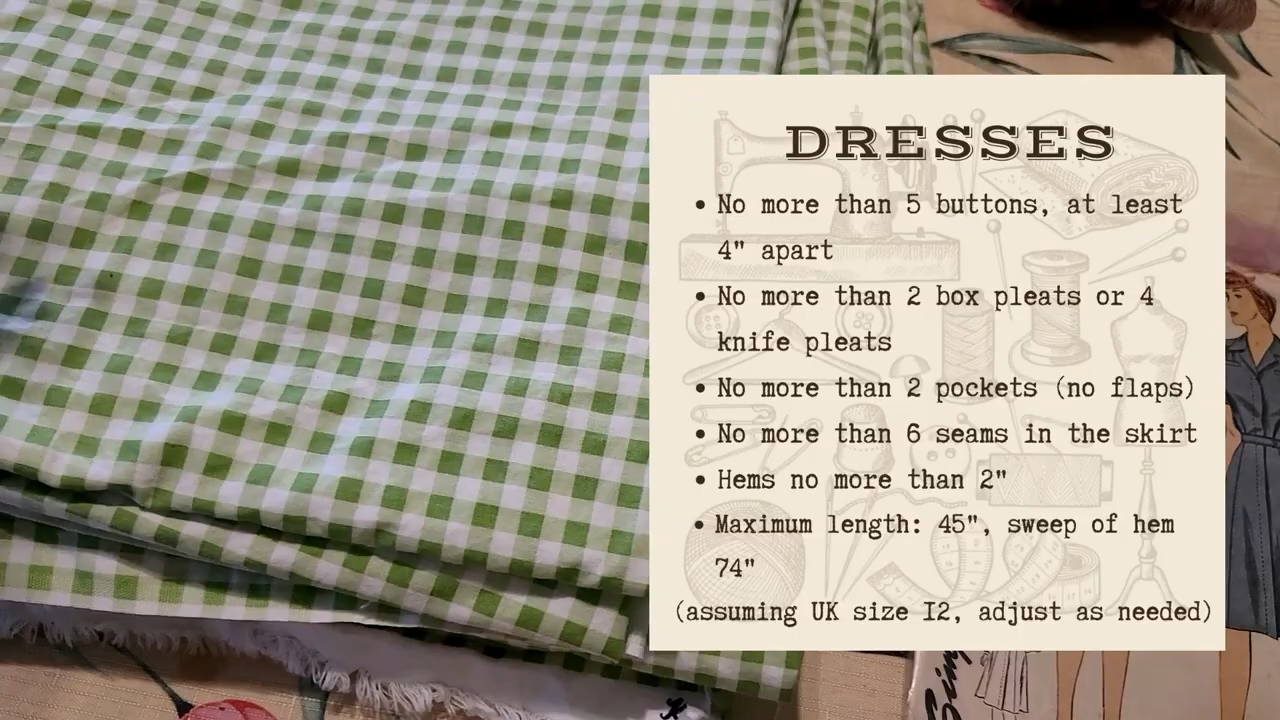 DRESSES
• No more than 5 buttons, at least
4" apart
• No more than 2 box pleats or 4
knife pleats
• No more than 2 pockets (no flaps)
• No more than 6 seams in the skirt
• Hems no more than 2"
• Maximum length: 45", sweep of hem
74"
(assuming UK size I2, adjust as needed)